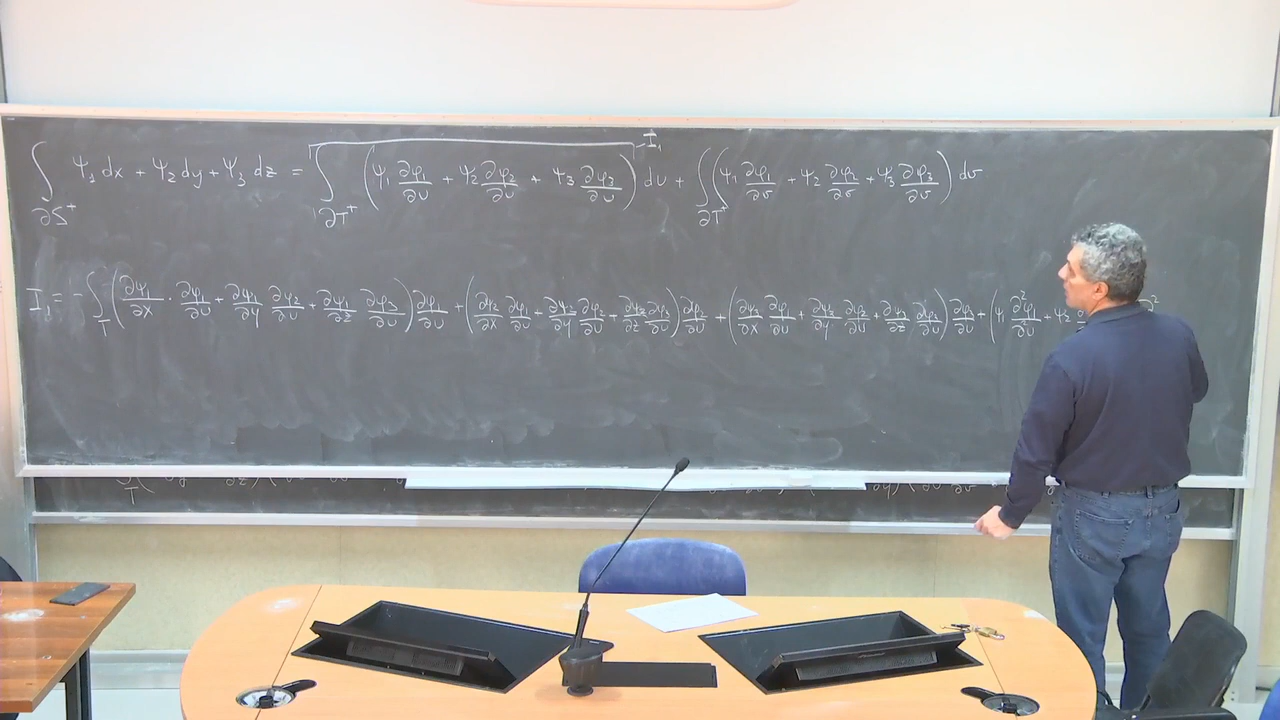 ∫_{∂S⁺} ψ₁ dx + ψ₂ dy + ψ₃ dz = ∫_{∂T⁺} (ψ₁ ∂φ₁/∂u + ψ₂ ∂φ₂/∂u + ψ₃ ∂φ₃/∂u) du + ∫_{∂T⁺} ((ψ₁ ∂φ₁/∂v + ψ₂ ∂φ₂/∂v + ψ₃ ∂φ₃/∂v) dv
I₁
I₁ = - ∫_T (∂ψ₁/∂x · ∂φ₁/∂u + ∂ψ₁/∂y ∂φ₂/∂u + ∂ψ₁/∂z ∂φ₃/∂u) ∂φ₁/∂u + (∂ψ₂/∂x ∂φ₁/∂u + ∂ψ₂/∂y ∂φ₂/∂u + ∂ψ₂/∂z ∂φ₃/∂u) ∂φ₂/∂u + (∂ψ₃/∂x ∂φ₁/∂u + ∂ψ₃/∂y ∂φ₂/∂u + ∂ψ₃/∂z ∂φ₃/∂u) ∂φ₃/∂u + (ψ₁ ∂²φ₁/∂²u + ψ₂